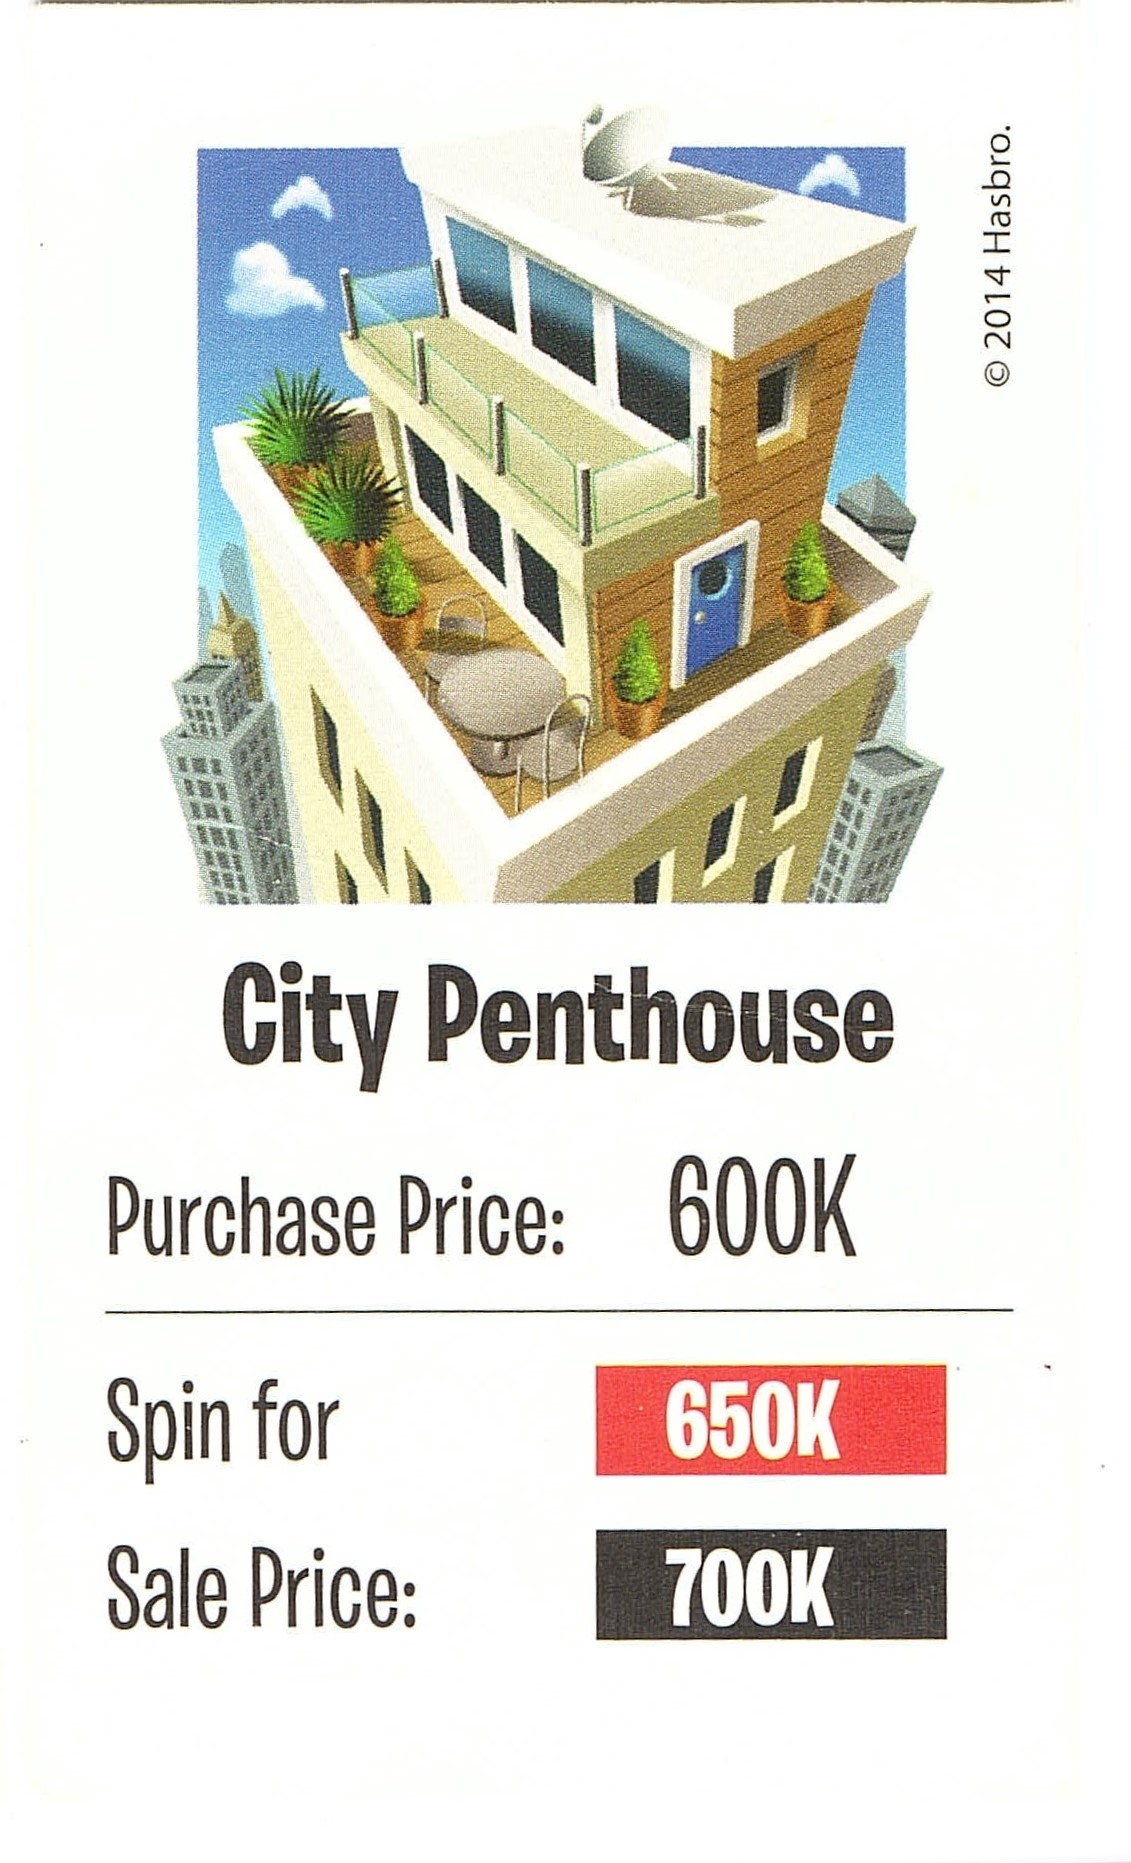 © 2014 Hasbro.
City Penthouse
Purchase Price: 600K
Spin for 650K
Sale Price: 700K